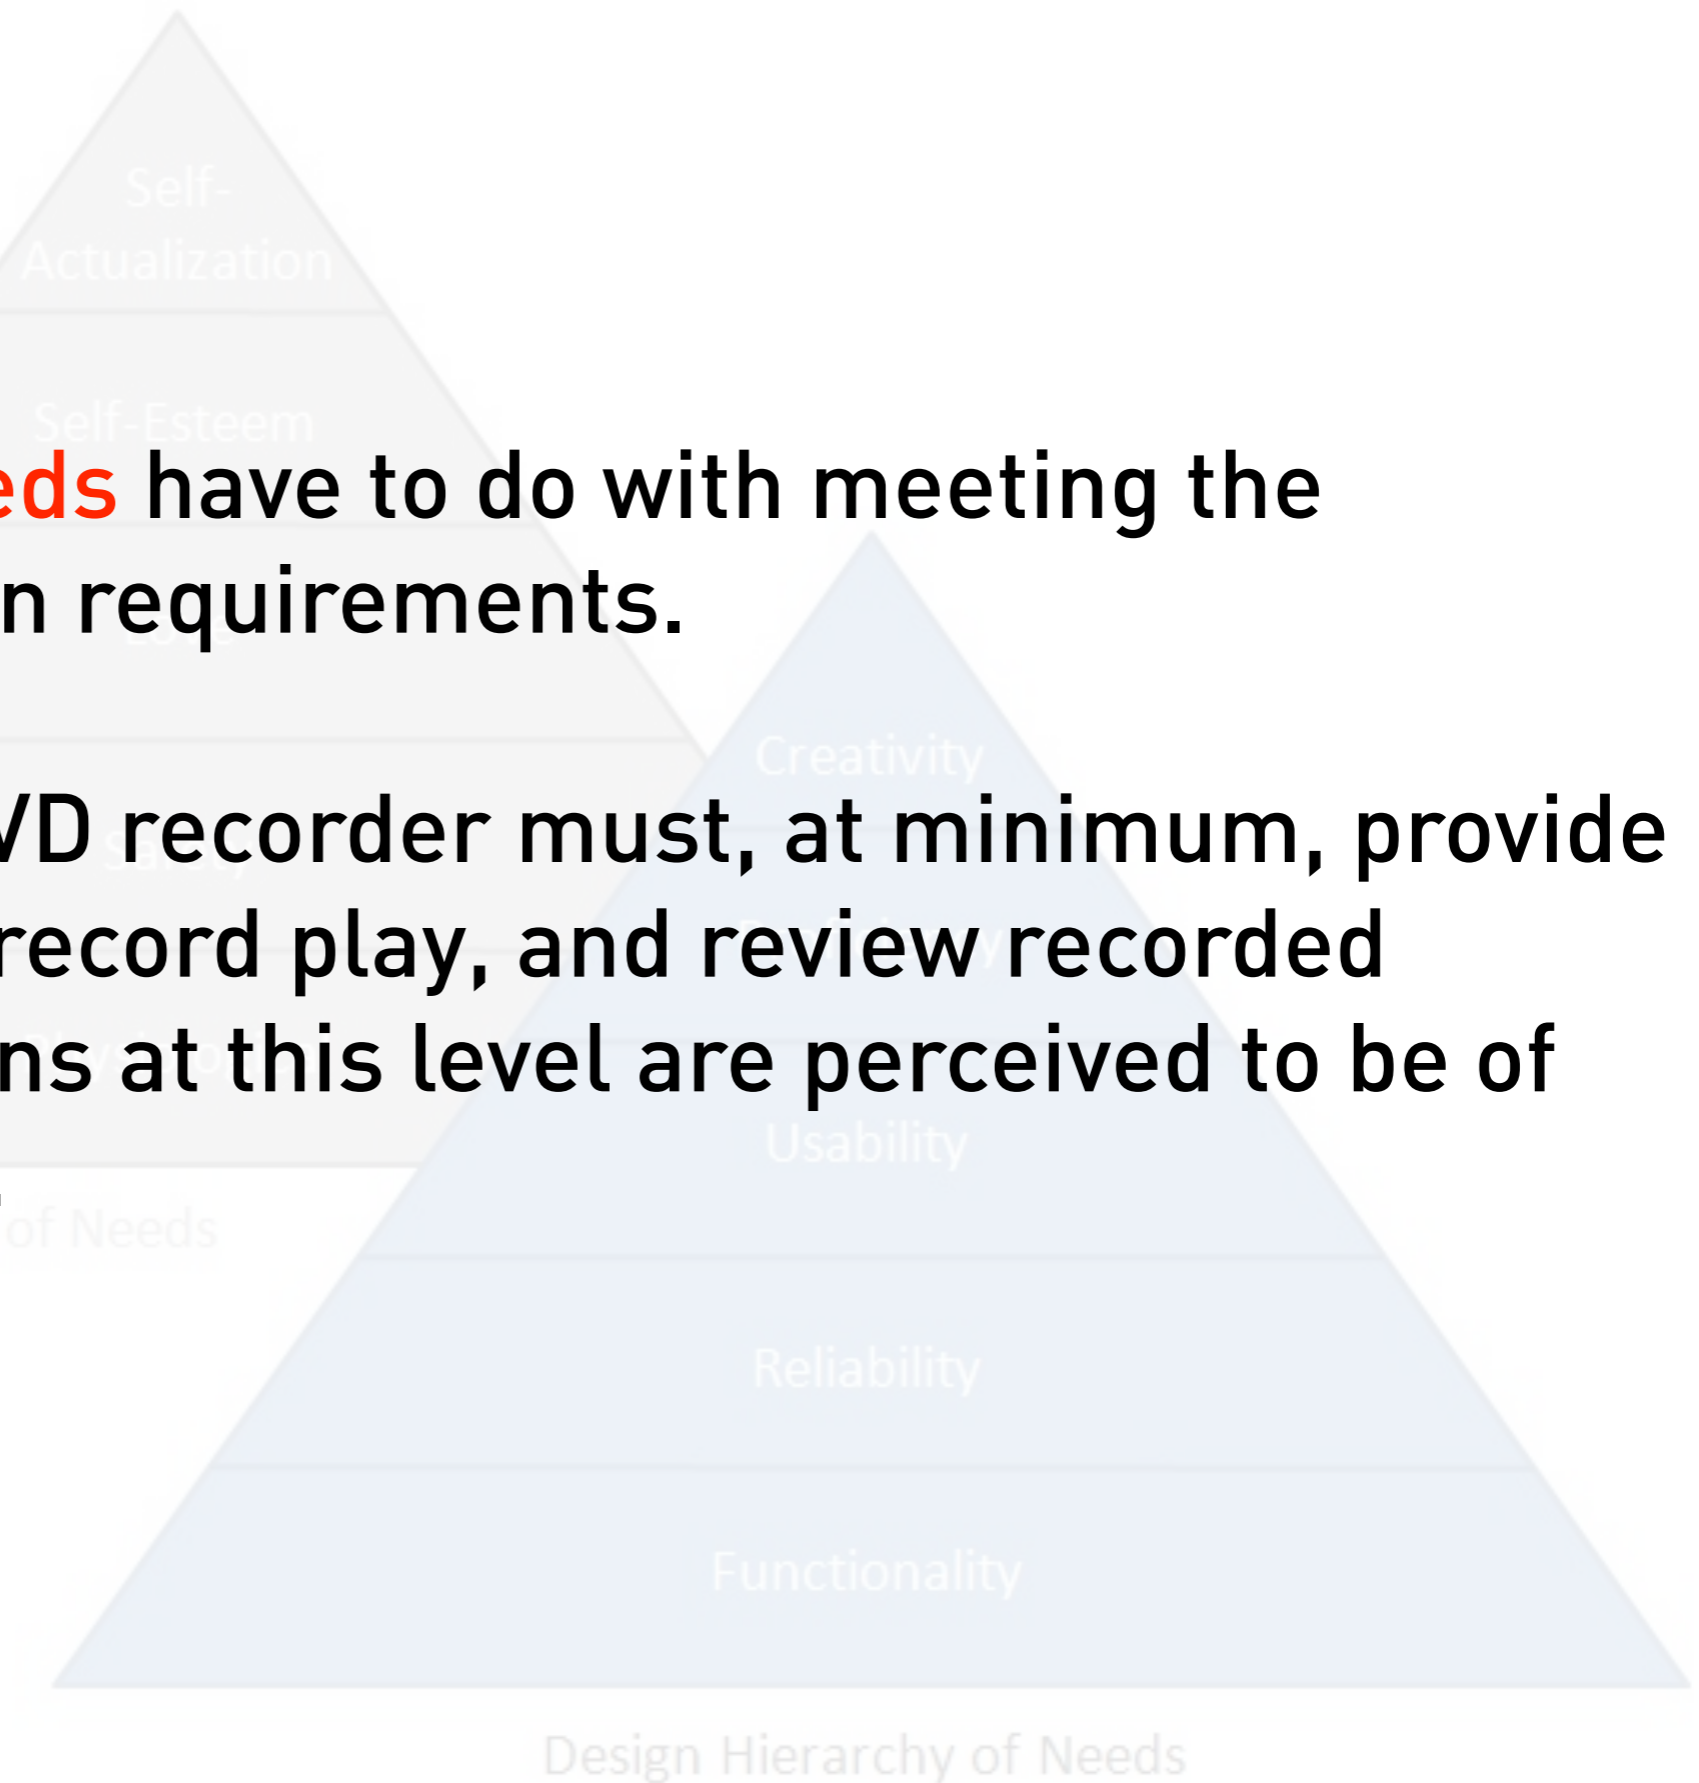 Self-
Actualization
Self-Esteem
eds have to do with meeting the
n requirements.
Creativity
VD recorder must, at minimum, provide
Safety
record play, and review recorded
ns at this level are perceived to be of
Usability
of Needs
Reliability
Functionality
Design Hierarchy of Needs